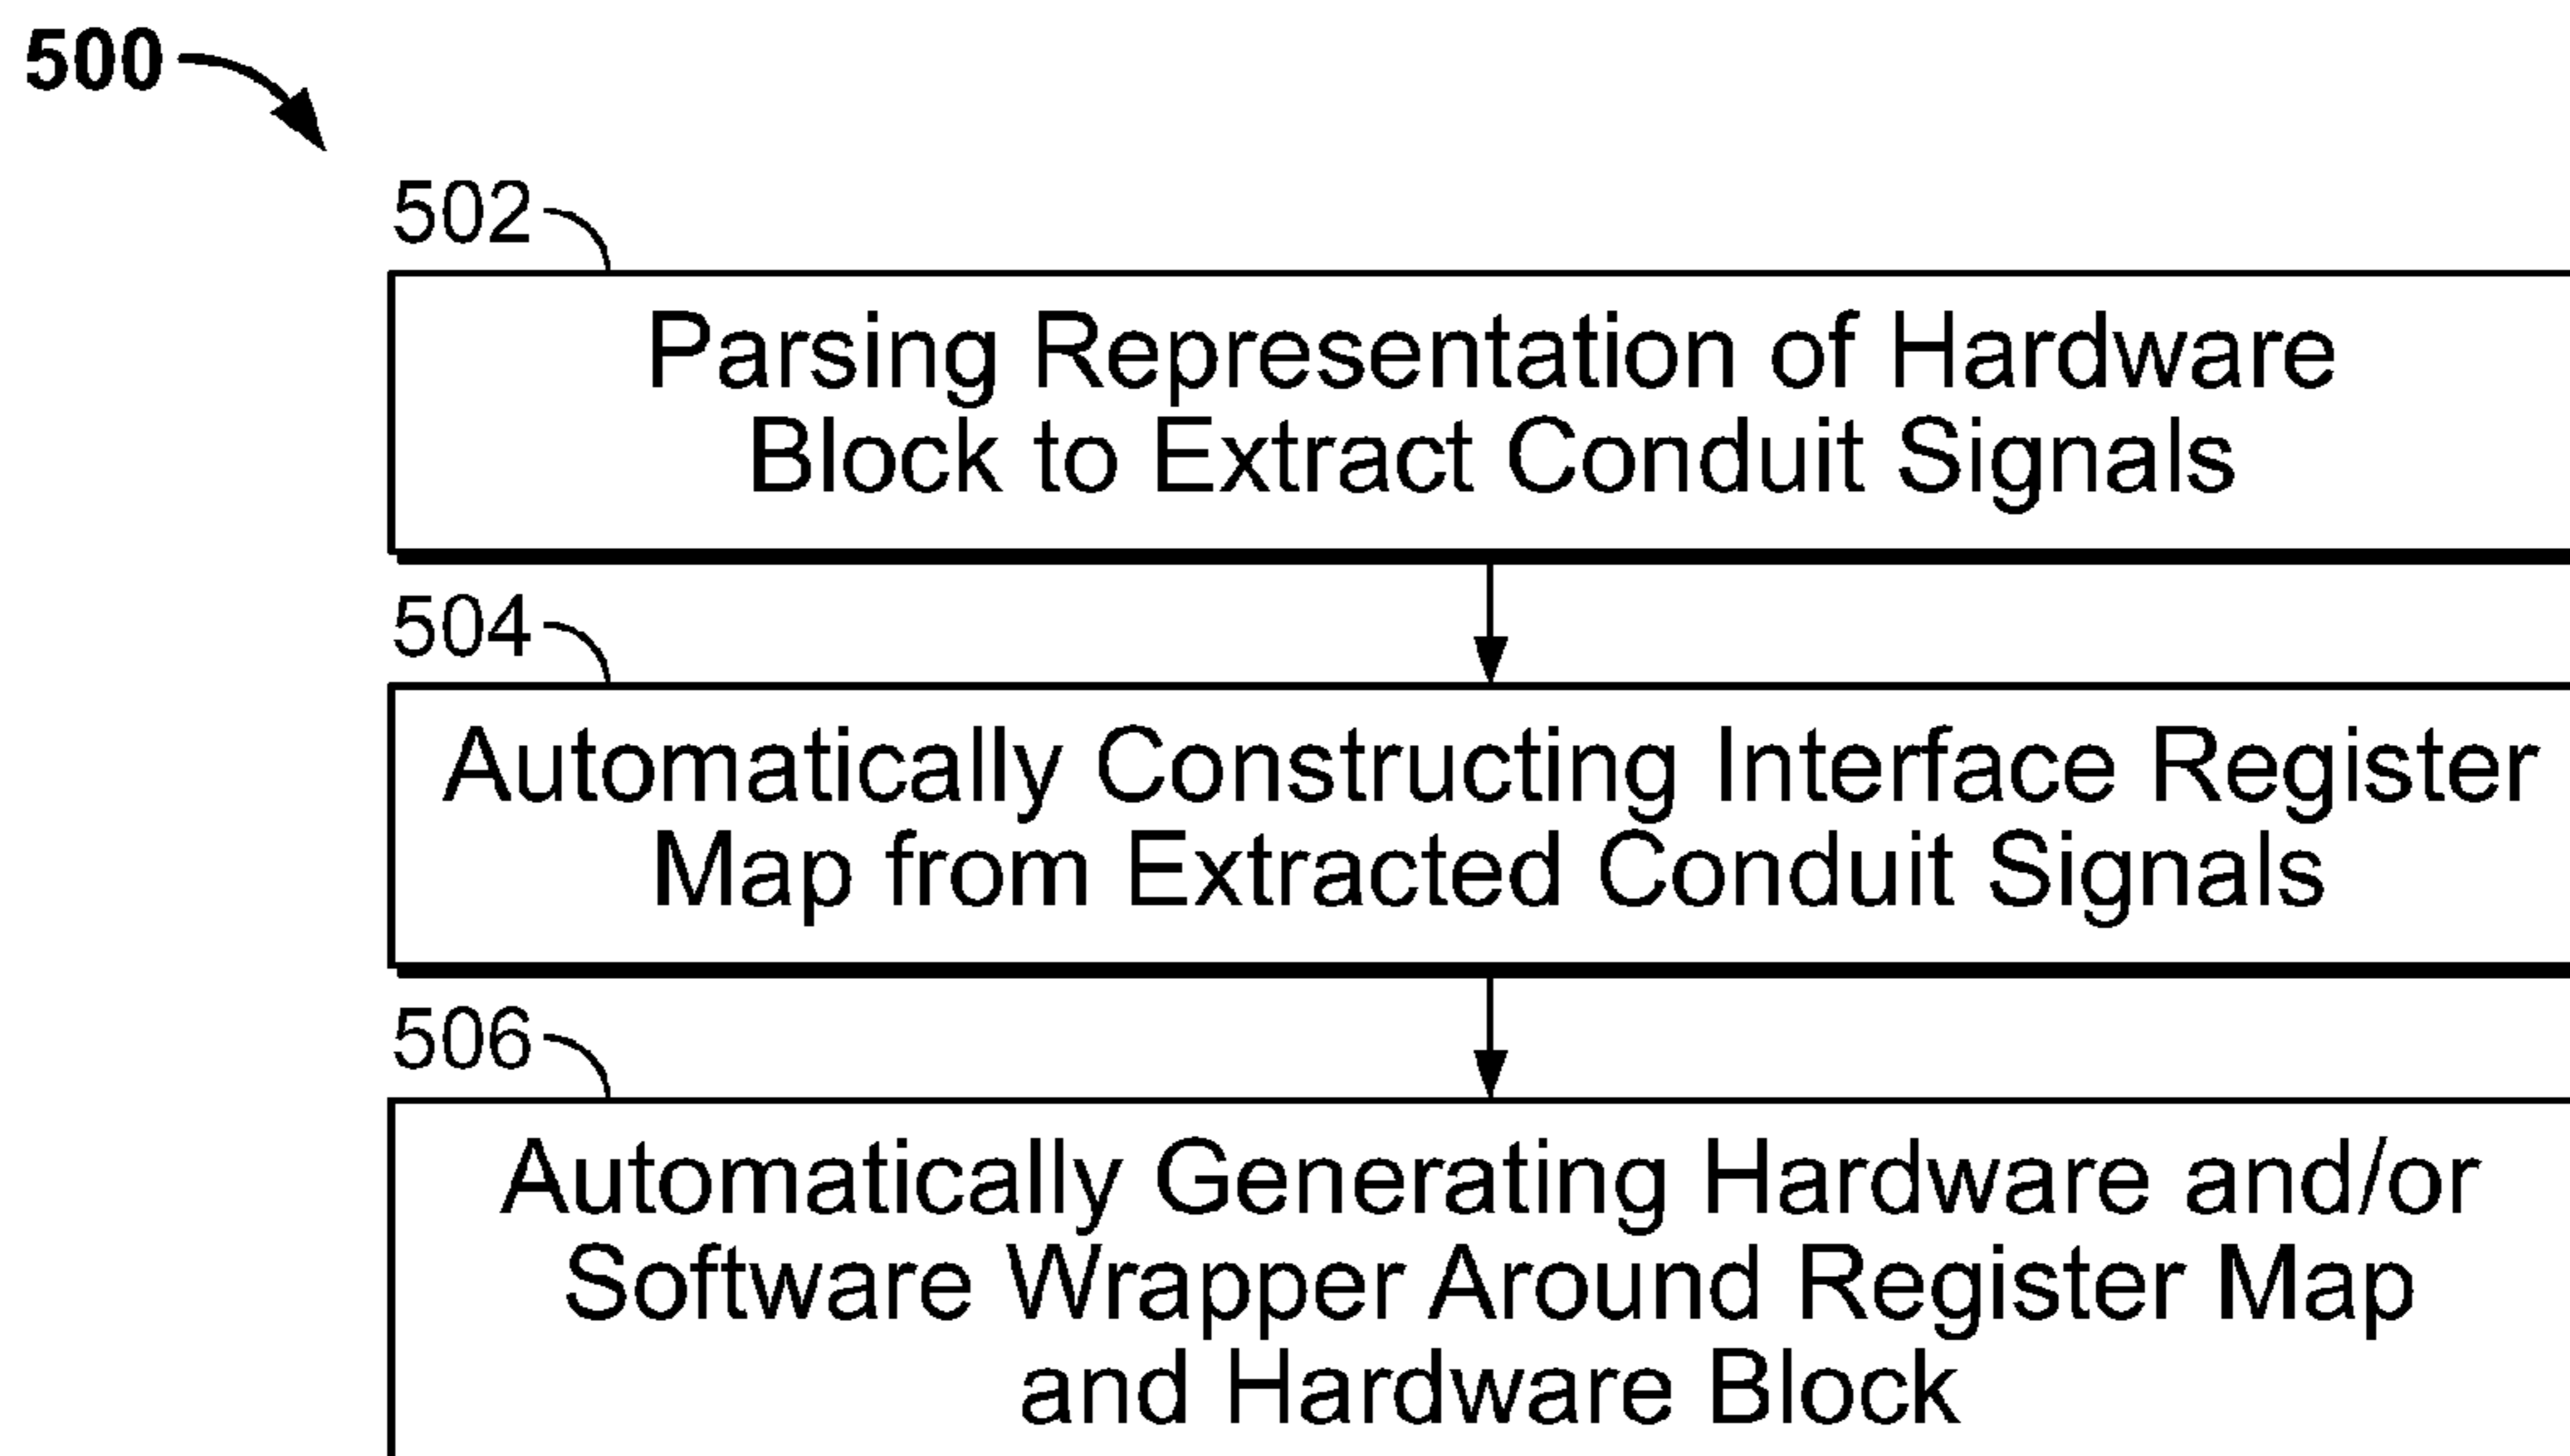 500
502
Parsing Representation of Hardware
Block to Extract Conduit Signals
504
Automatically Constructing Interface Register
Map from Extracted Conduit Signals
506
Automatically Generating Hardware and/or
Software Wrapper Around Register Map
and Hardware Block